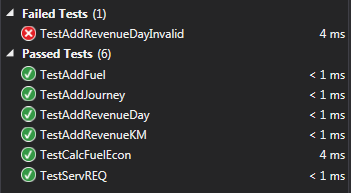 Failed Tests (1)
TestAddRevenueDayInvalid 4 ms
Passed Tests (6)
TestAddFuel < 1 ms
TestAddJourney < 1 ms
TestAddRevenueDay < 1 ms
TestAddRevenueKM < 1 ms
TestCalcFuelEcon 4 ms
TestServREQ < 1 ms